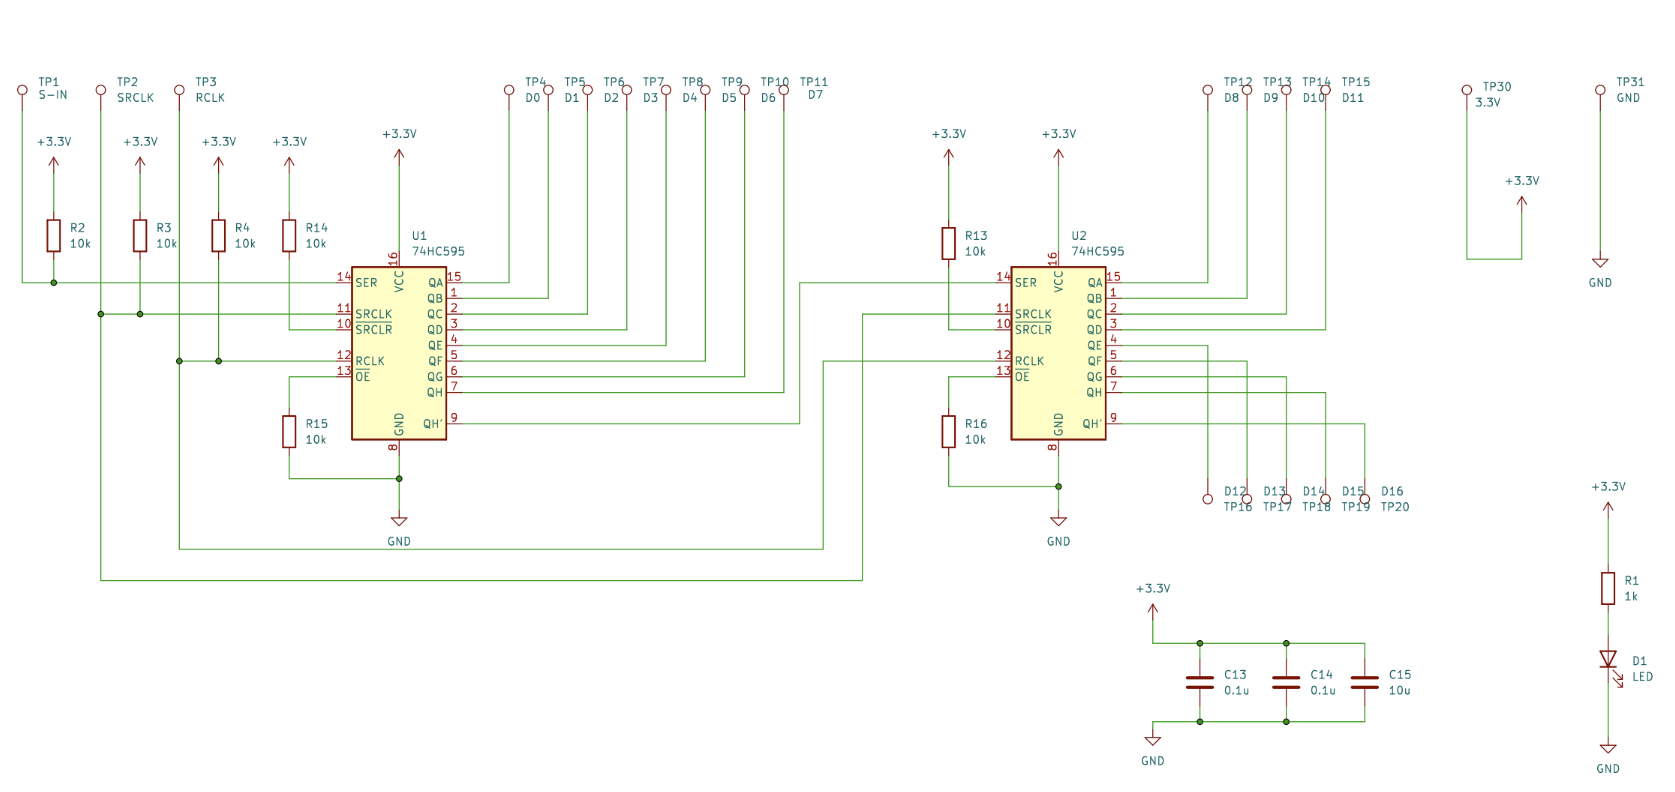 TP1
S-IN
TP2
SRCLK
TP3
RCLK
TP4
D0
TP5
D1
TP6
D2
TP7
D3
TP8
D4
TP9
D5
TP10
D6
TP11
D7
TP12
D8
TP13
D9
TP14
D10
TP15
D11
TP30
3.3V
TP31
GND
+3.3V
+3.3V
+3.3V
+3.3V
+3.3V
+3.3V
+3.3V
+3.3V
R2
10k
R3
10k
R4
10k
R14
10k
U1
74HC595
R13
10k
U2
74HC595
14
SER
11
SRCLK
10
SRCLR
12
RCLK
13
OE
16
VCC
GND
8
15
QA
1
QB
2
QC
3
QD
4
QE
5
QF
6
QG
7
QH
9
QH'
R15
10k
GND
14
SER
11
SRCLK
10
SRCLR
12
RCLK
13
OE
16
VCC
GND
8
15
QA
1
QB
2
QC
3
QD
4
QE
5
QF
6
QG
7
QH
9
QH'
R16
10k
GND
GND
D12
TP16
D13
TP17
D14
TP18
D15
TP19
D16
TP20
+3.3V
R1
1k
D1
LED
GND
+3.3V
C13
0.1u
C14
0.1u
C15
10u
GND